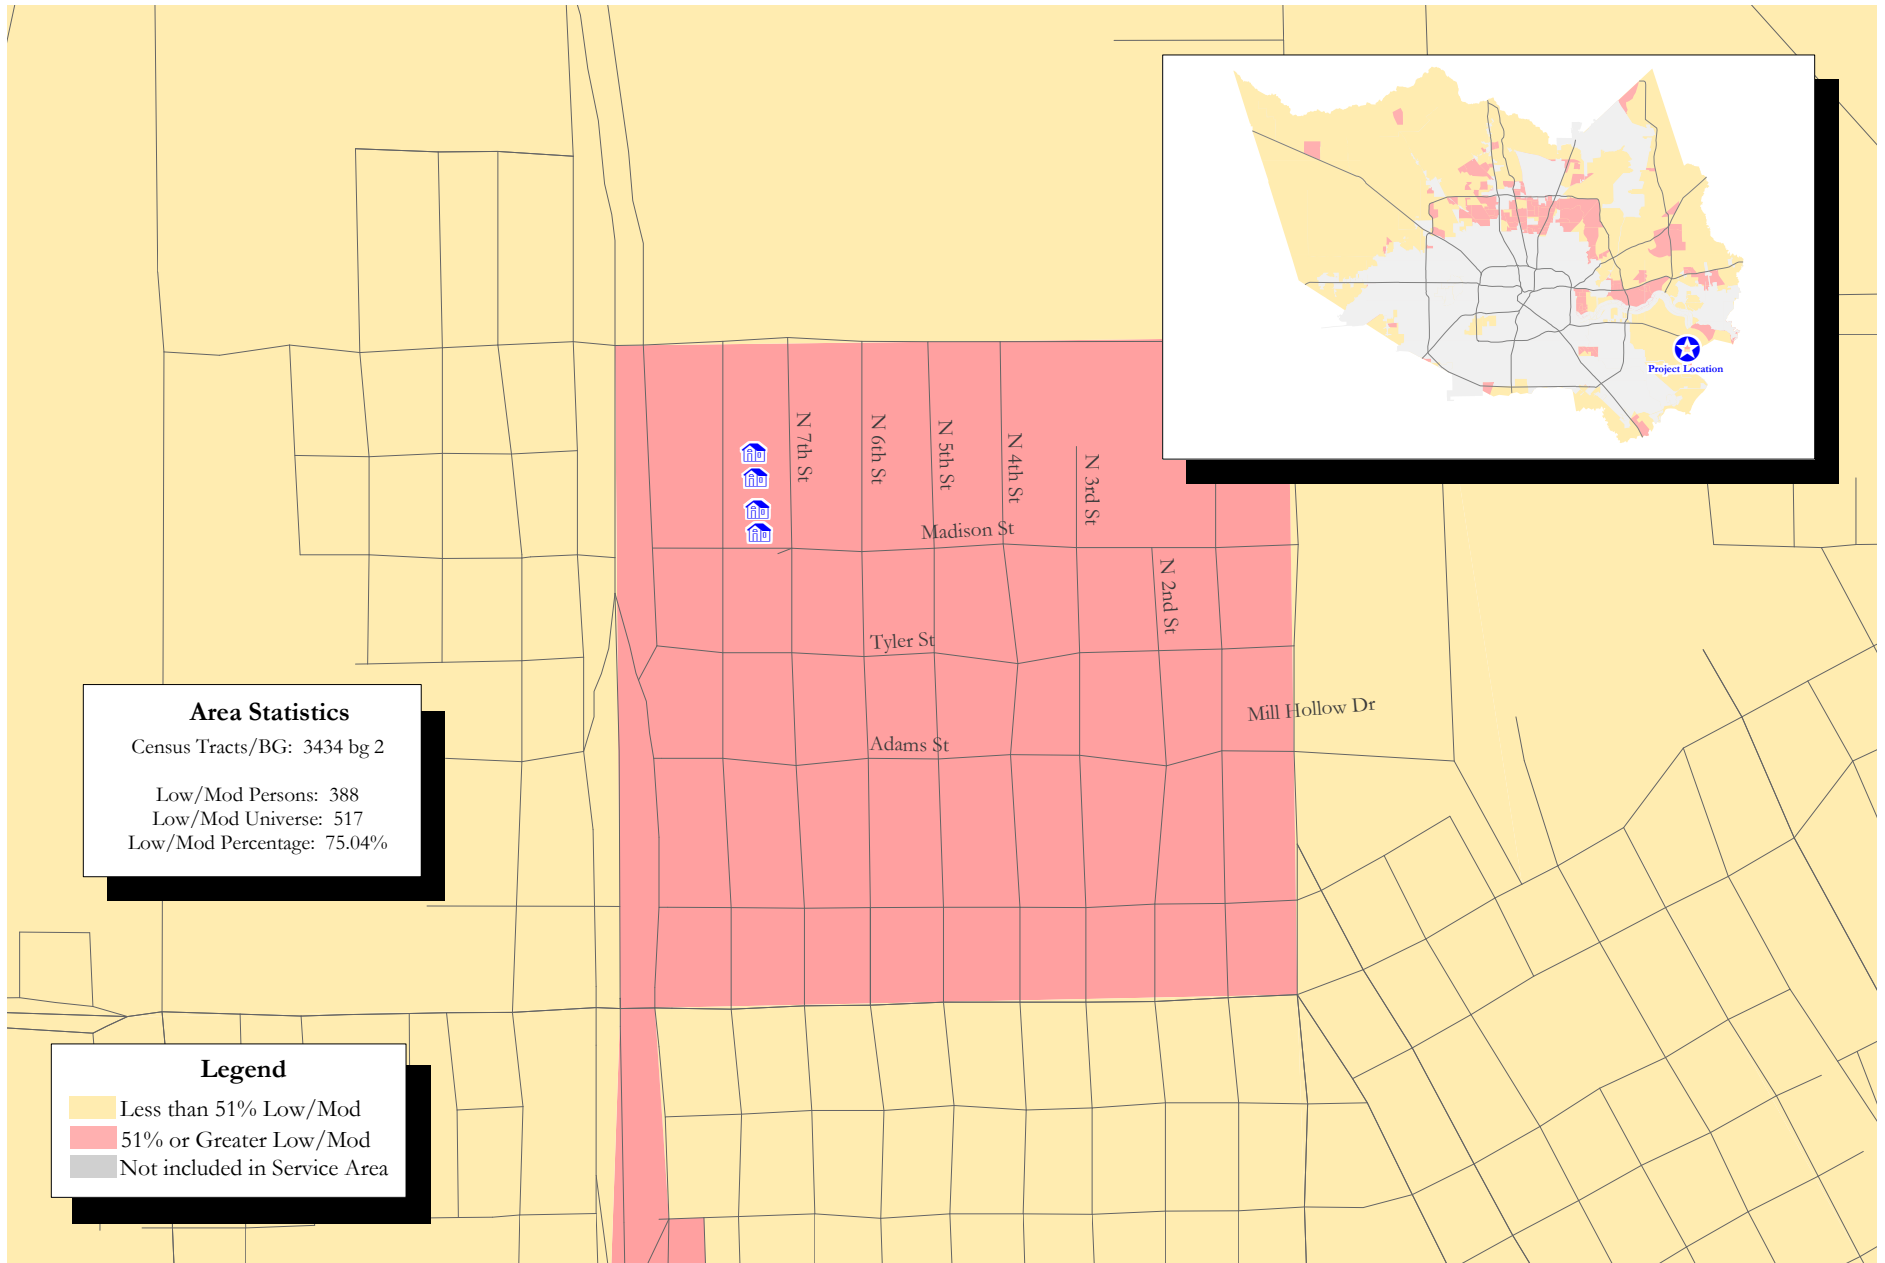 Project Location
N 7th St
N 6th St
N 5th St
N 4th St
N 3rd St
Madison St
N 2nd St
Tyler St
Mill Hollow Dr
Adams St
Area Statistics
Census Tracts/BG: 3434 bg 2
Low/Mod Persons: 388
Low/Mod Universe: 517
Low/Mod Percentage: 75.04%
Legend
Less than 51% Low/Mod
51% or Greater Low/Mod
Not included in Service Area